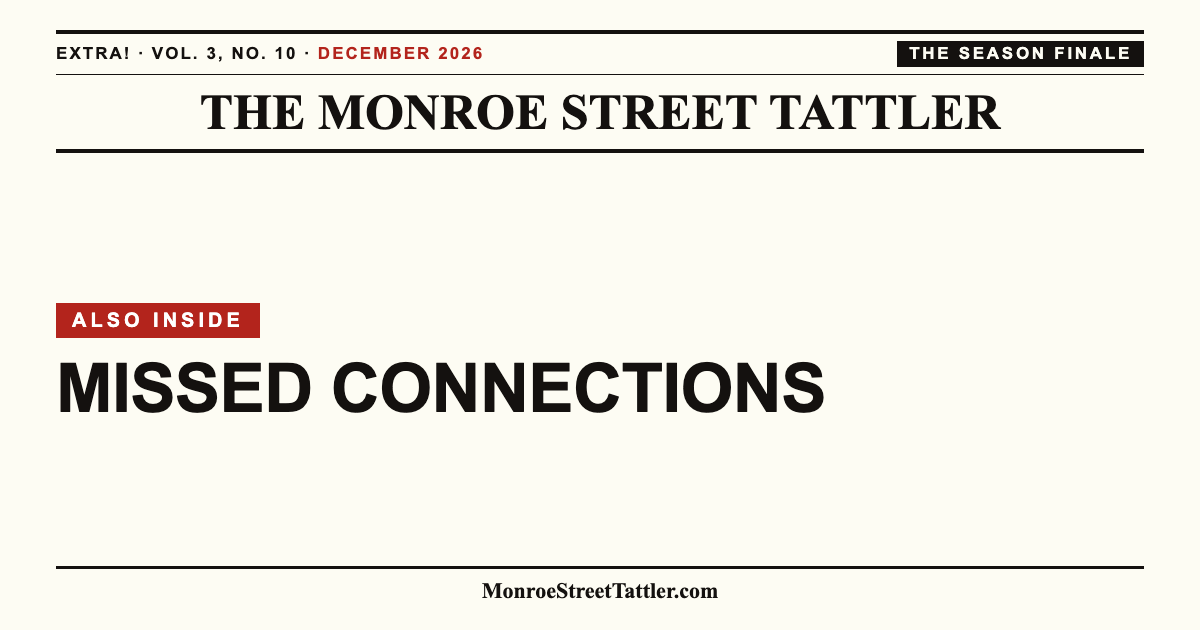 EXTRA! · VOL. 3, NO. 10 · DECEMBER 2026
THE SEASON FINALE
THE MONROE STREET TATTLER
ALSO INSIDE
MISSED CONNECTIONS
MonroeStreetTattler.com